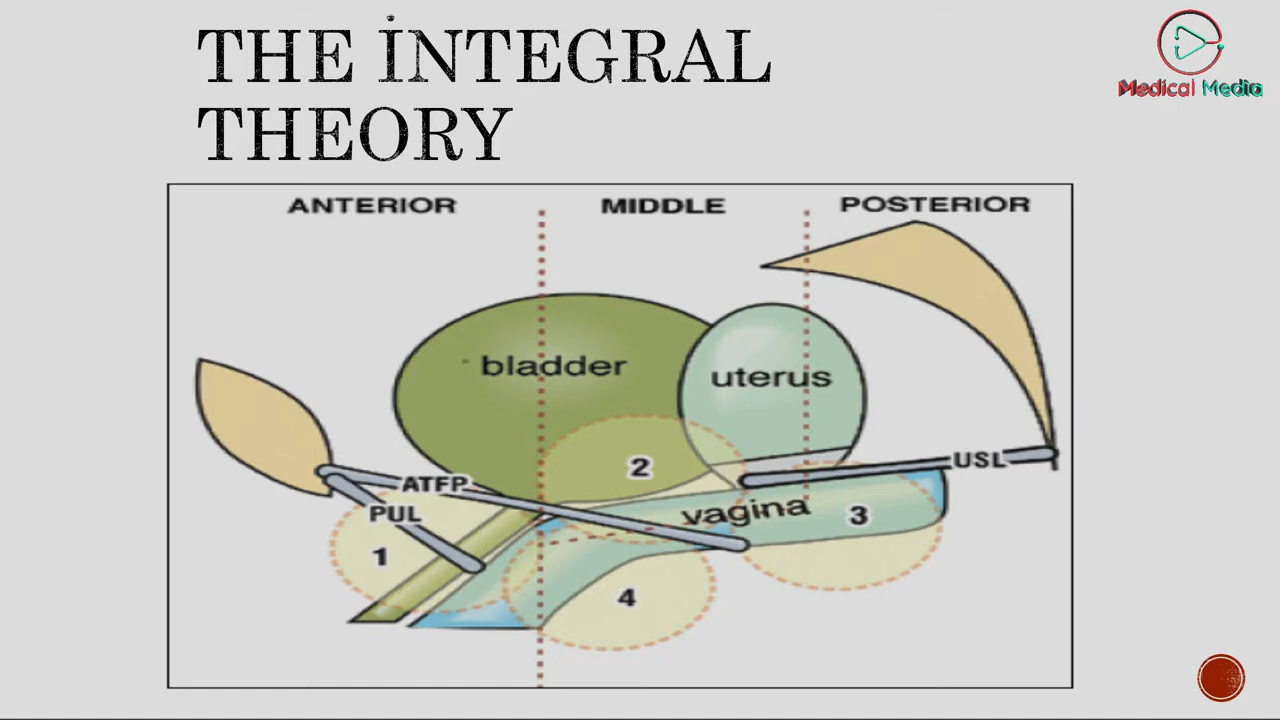 THE İNTEGRAL
THEORY
Medical Media
ANTERIOR
MIDDLE
POSTERIOR
bladder
uterus
USL
2
ATFP
PUL
vagina
3
1
4